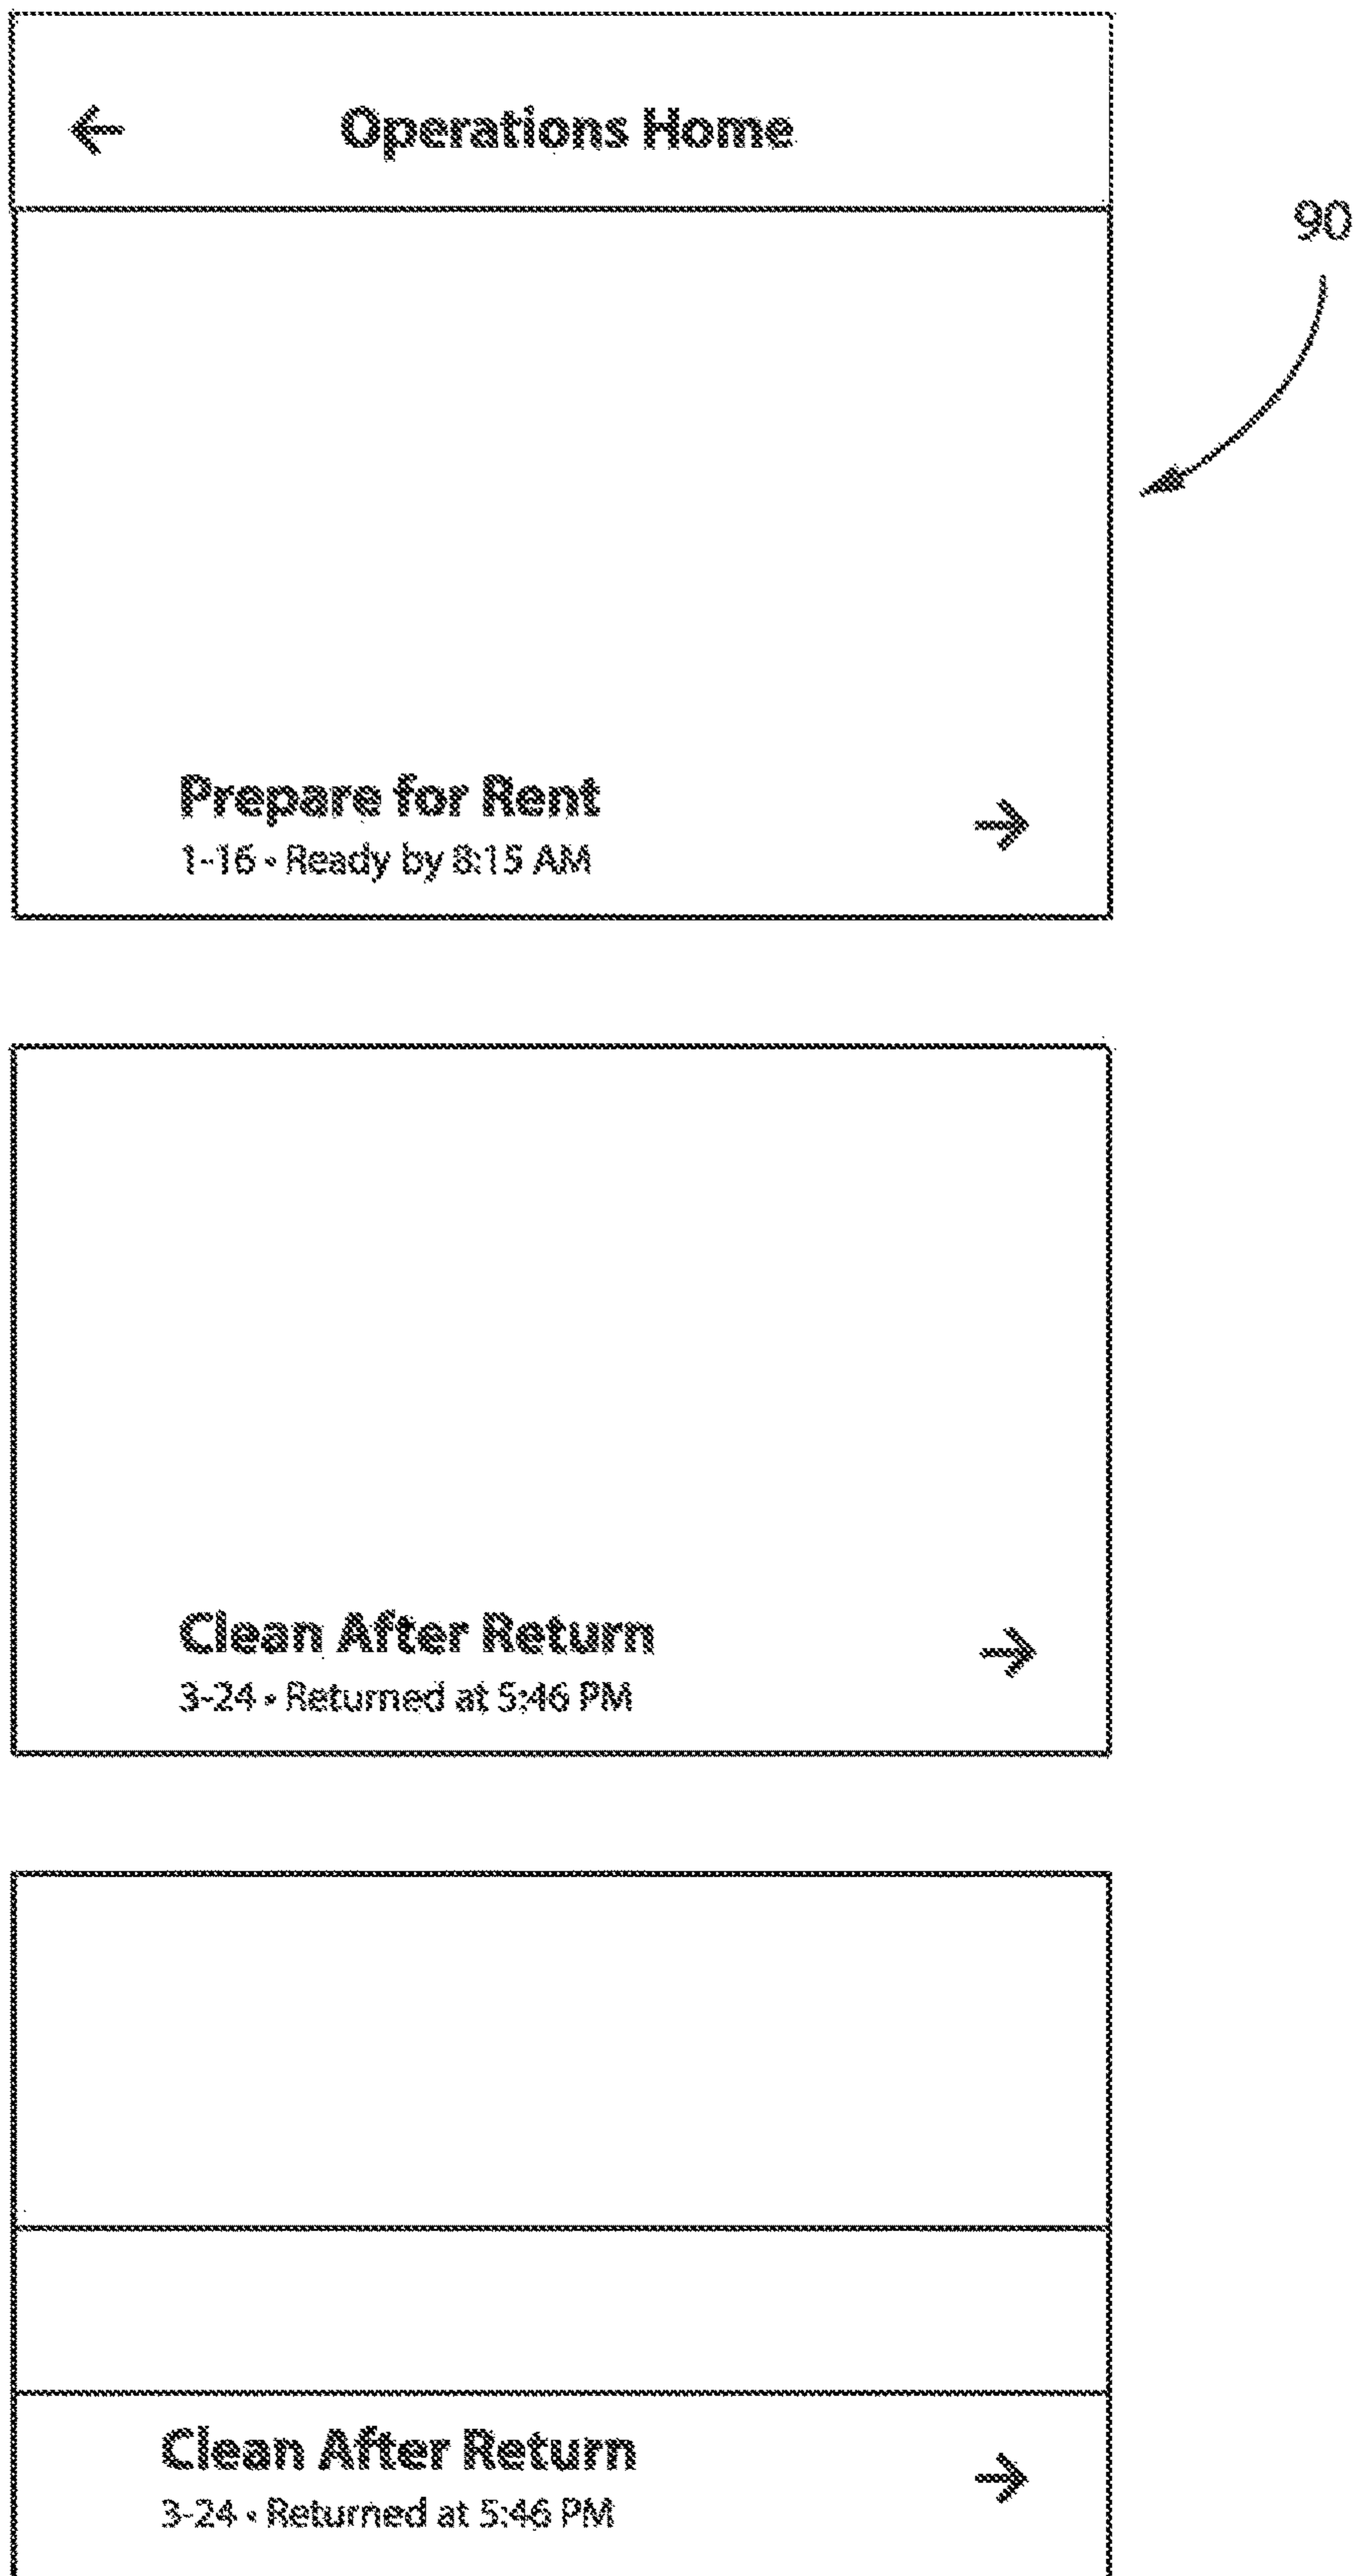 ← Operations Home
90
Prepare for Rent
→
1-16 • Ready by 8:15 AM
Clean After Return
→
3-24 • Returned at 5:46 PM
Clean After Return
→
3-24 • Returned at 5:46 PM